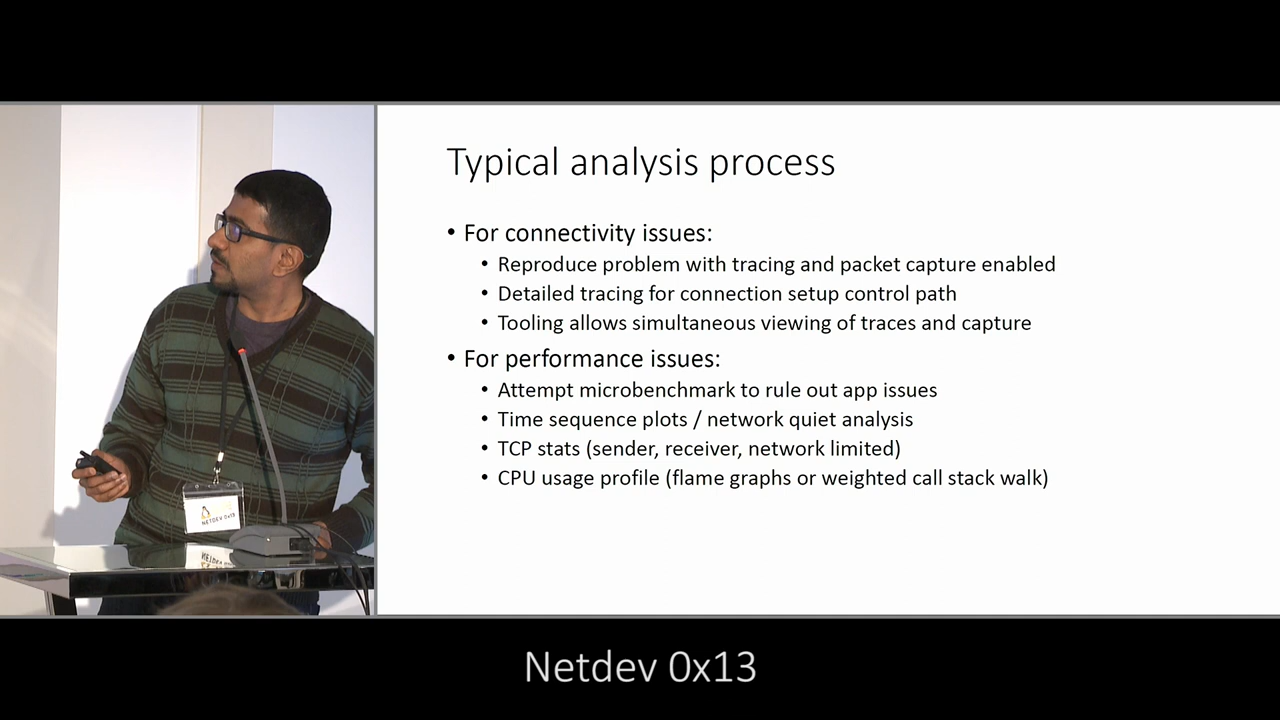 Typical analysis process
• For connectivity issues:
• Reproduce problem with tracing and packet capture enabled
• Detailed tracing for connection setup control path
• Tooling allows simultaneous viewing of traces and capture
• For performance issues:
• Attempt microbenchmark to rule out app issues
• Time sequence plots / network quiet analysis
• TCP stats (sender, receiver, network limited)
• CPU usage profile (flame graphs or weighted call stack walk)
NETDEV 0x13
Netdev 0x13